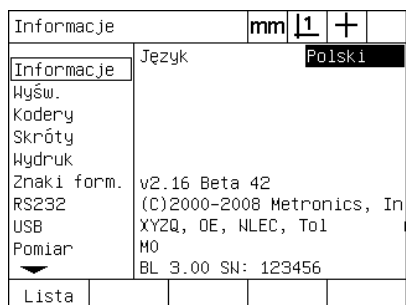 Informacje mm 1
Język Polski
Informacje
Wyśw.
Kodery
Skróty
Wydruk
Znaki form.
RS232
USB
Pomiar
v2.16 Beta 42
(C)2000-2008 Metronics, In
XYZQ, OE, NLEC, Tol
M0
BL 3.00 SN: 123456
Lista